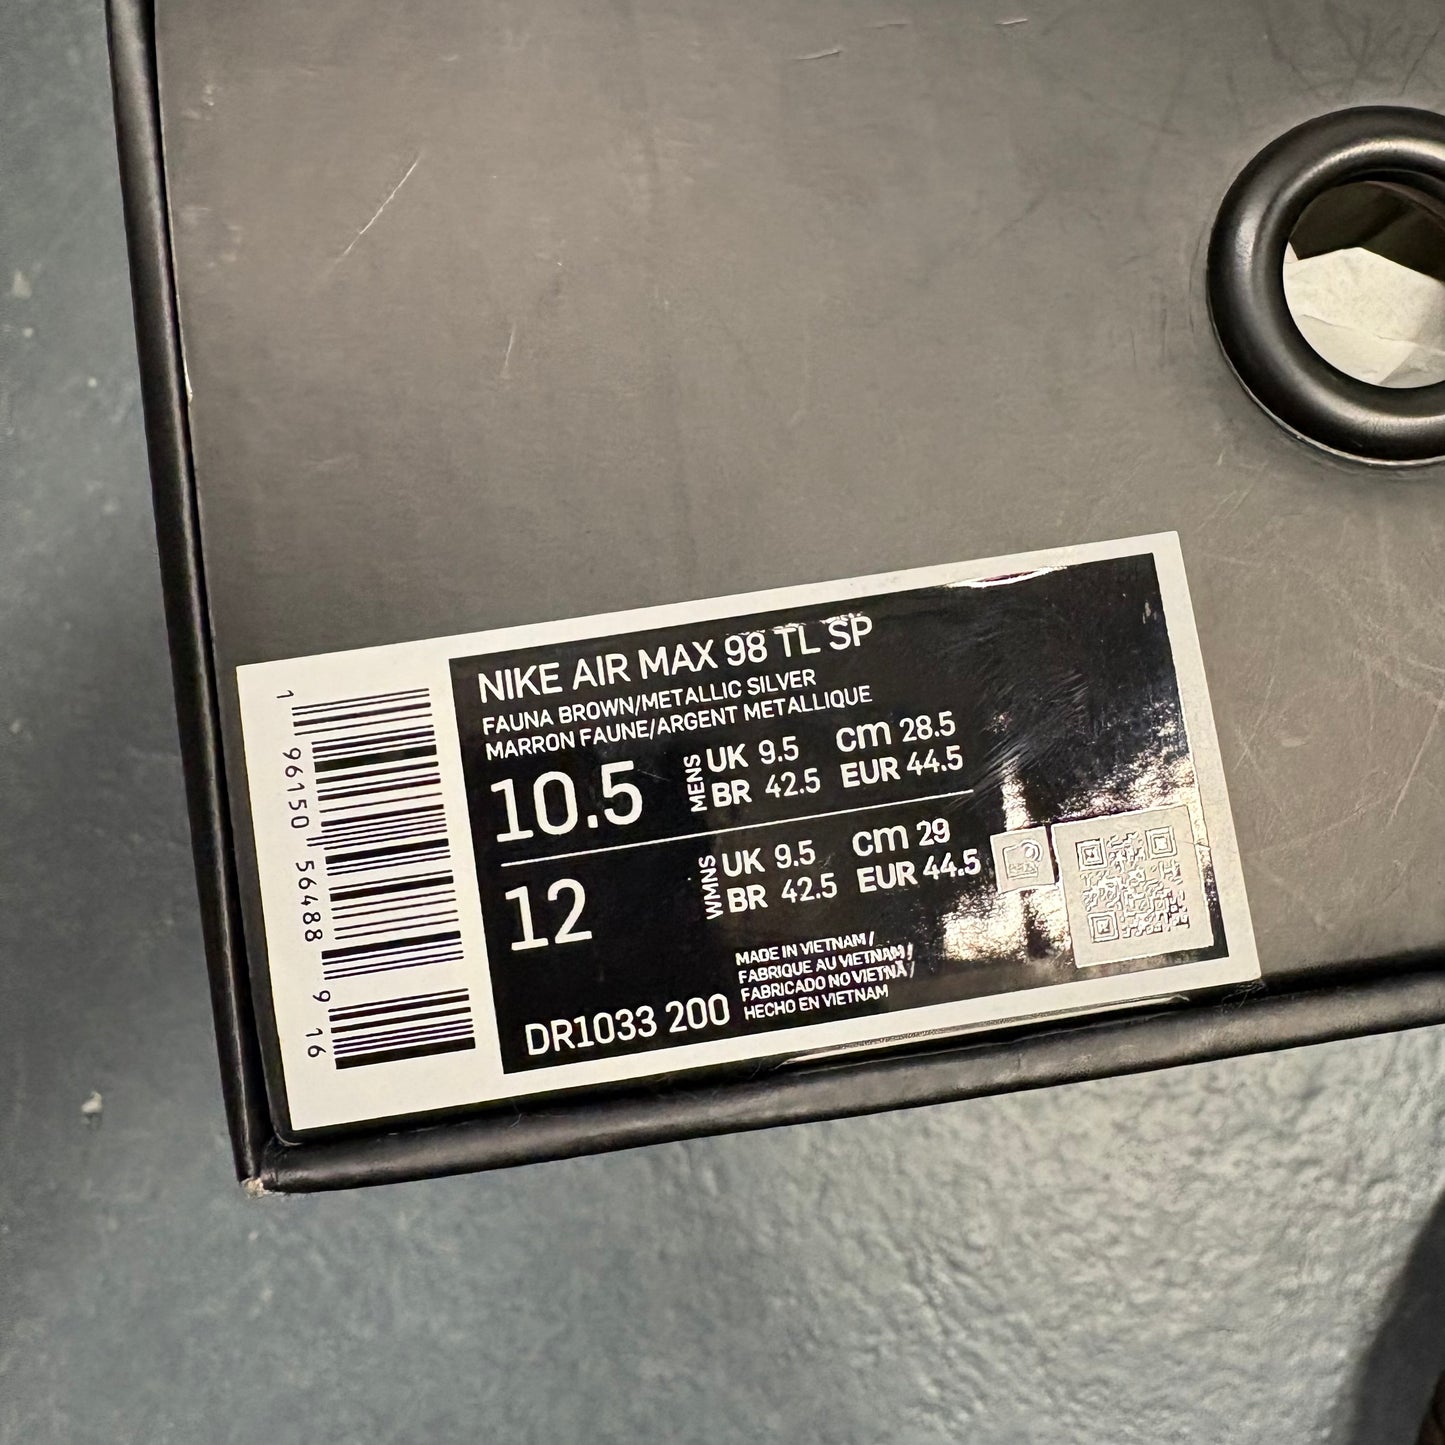 NIKE AIR MAX 98 TL SP
FAUNA BROWN/METALLIC SILVER
MARRON FAUNE/ARGENT METALLIQUE
10.5 MENS UK 9.5 cm 28.5
BR 42.5 EUR 44.5
12 WMNS UK 9.5 cm 29
BR 42.5 EUR 44.5
MADE IN VIETNAM /
FABRIQUE AU VIETNAM /
FABRICADO NO VIETNÃ /
HECHO EN VIETNAM
DR1033 200
1 96150 56488 9 16